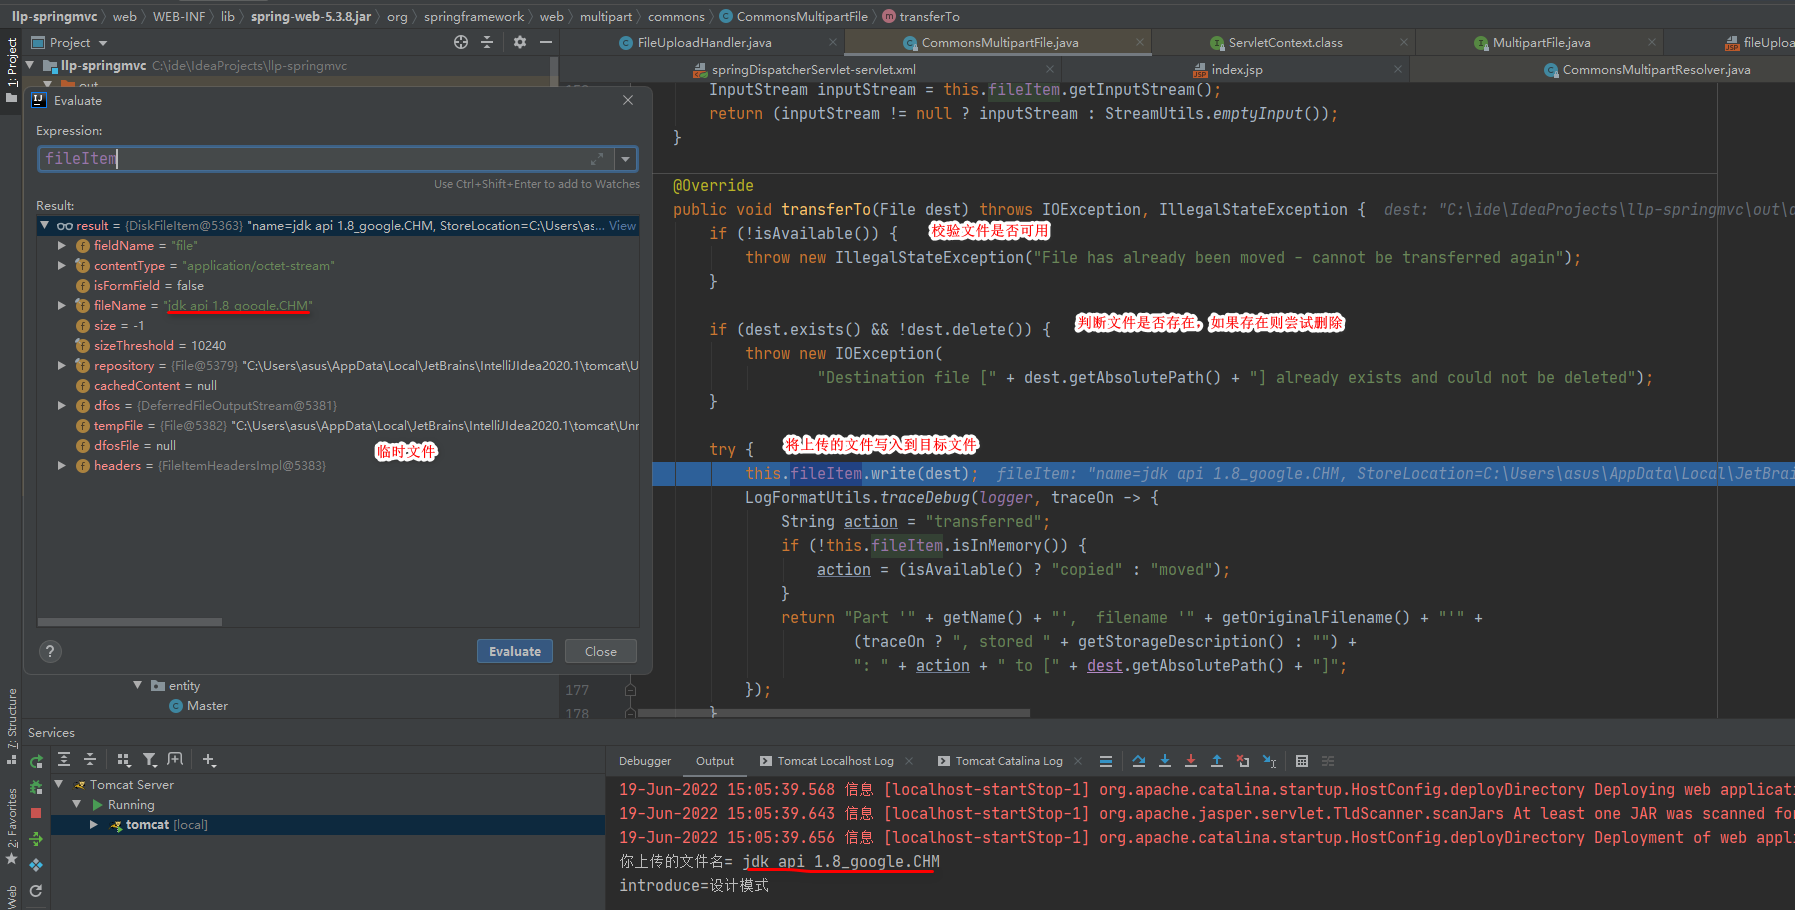 llp-springmvc › web › WEB-INF › lib › spring-web-5.3.8.jar › org › springframework › web › multipart › commons › CommonsMultipartFile › transferTo
Project
FileUploadHandler.java
CommonsMultipartFile.java
ServletContext.class
MultipartFile.java
1: Project
llp-springmvc C:\ide\IdeaProjects\llp-springmvc
springDispatcherServlet-servlet.xml
index.jsp
CommonsMultipartResolver.java
out
Evaluate
Expression:
fileItem
Use Ctrl+Shift+Enter to add to Watches
Result:
result = {DiskFileItem@5363} "name=jdk api 1.8_google.CHM, StoreLocation=C:\Users\as... View
fieldName = "file"
contentType = "application/octet-stream"
isFormField = false
fileName = "jdk api 1.8_google.CHM"
size = -1
sizeThreshold = 10240
repository = {File@5379} "C:\Users\asus\AppData\Local\JetBrains\IntelliJIdea2020.1\tomcat\U
cachedContent = null
dfos = {DeferredFileOutputStream@5381}
tempFile = {File@5382} "C:\Users\asus\AppData\Local\JetBrains\IntelliJIdea2020.1\tomcat\Unn
dfosFile = null
临时文件
headers = {FileItemHeadersImpl@5383}
?
Evaluate
Close
InputStream inputStream = this.fileItem.getInputStream();
return (inputStream != null ? inputStream : StreamUtils.emptyInput());
}
@Override
public void transferTo(File dest) throws IOException, IllegalStateException { dest: "C:\ide\IdeaProjects\llp-springmvc\out\
if (!isAvailable()) { 校验文件是否可用
throw new IllegalStateException("File has already been moved - cannot be transferred again");
}
if (dest.exists() && !dest.delete()) { 判断文件是否存在，如果存在则尝试删除
throw new IOException(
"Destination file [" + dest.getAbsolutePath() + "] already exists and could not be deleted");
}
try { 将上传的文件写入到目标文件
this.fileItem.write(dest); fileItem: "name=jdk api 1.8_google.CHM, StoreLocation=C:\Users\asus\AppData\Local\JetBrai
LogFormatUtils.traceDebug(logger, traceOn -> {
String action = "transferred";
if (!this.fileItem.isInMemory()) {
action = (isAvailable() ? "copied" : "moved");
}
return "Part '" + getName() + "',  filename '" + getOriginalFilename() + "'" +
(traceOn ? ", stored " + getStorageDescription() : "") +
": " + action + " to [" + dest.getAbsolutePath() + "]";
177 });
178 }
entity
Master
7: Structure
2: Favorites
Web
Services
Tomcat Server
Running
tomcat [local]
Debugger
Output
Tomcat Localhost Log
Tomcat Catalina Log
19-Jun-2022 15:05:39.568 信息 [localhost-startStop-1] org.apache.catalina.startup.HostConfig.deployDirectory Deploying web applicati
19-Jun-2022 15:05:39.643 信息 [localhost-startStop-1] org.apache.jasper.servlet.TldScanner.scanJars At least one JAR was scanned fo
19-Jun-2022 15:05:39.656 信息 [localhost-startStop-1] org.apache.catalina.startup.HostConfig.deployDirectory Deployment of web appl
你上传的文件名= jdk api 1.8_google.CHM
introduce=设计模式